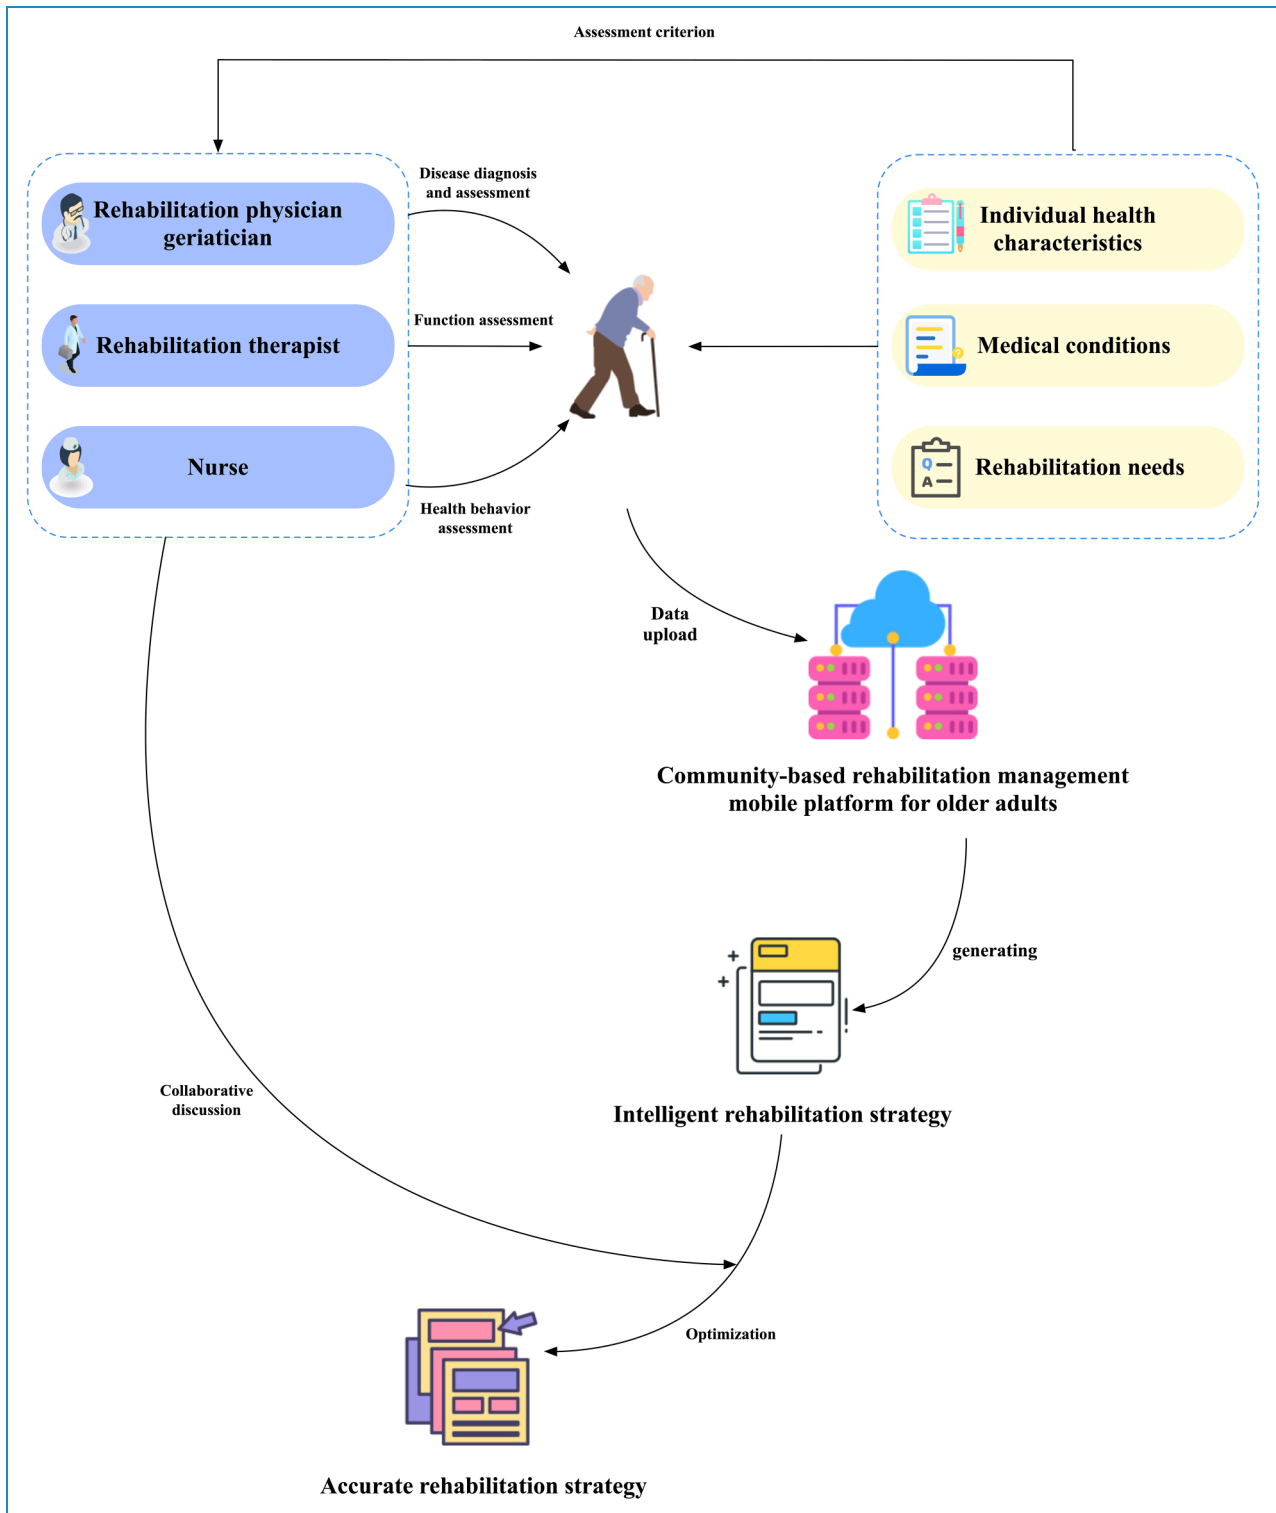 Assessment criterion
Disease diagnosis
and assessment
Rehabilitation physician
geriatician
Individual health
characteristics
Function assessment
Rehabilitation therapist
Medical conditions
?
Nurse
Q
A
Rehabilitation needs
Health behavior
assessment
Data
upload
Community-based rehabilitation management
mobile platform for older adults
generating
Intelligent rehabilitation strategy
Collaborative
discussion
Optimization
Accurate rehabilitation strategy